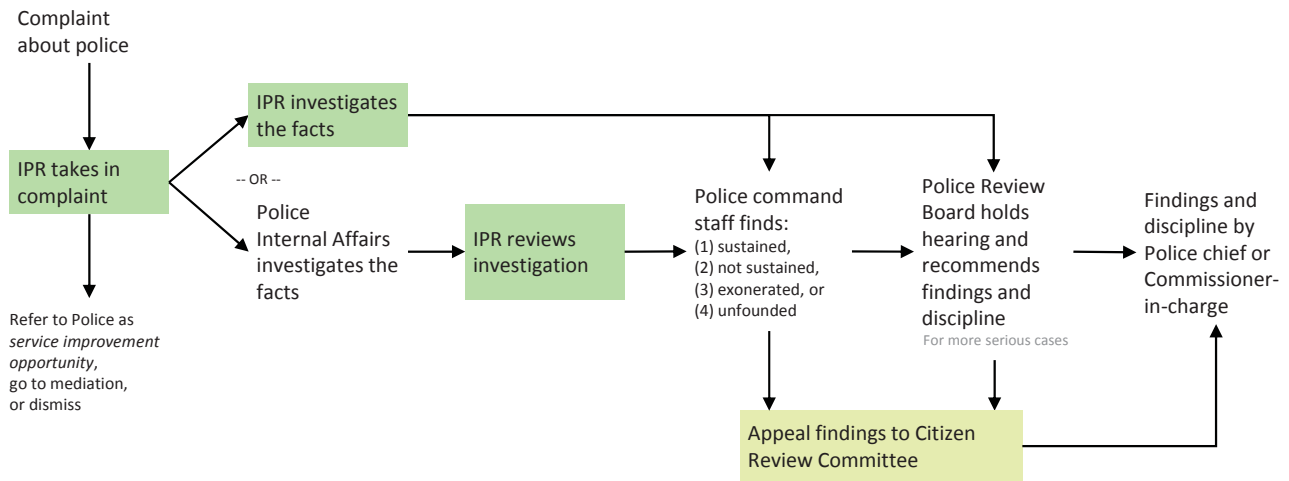 Complaint
about police
IPR takes in
complaint
Refer to Police as
service improvement
opportunity,
go to mediation,
or dismiss
IPR investigates
the facts
-- OR --
Police
Internal Affairs
investigates the
facts
IPR reviews
investigation
Police command
staff finds:
(1) sustained,
(2) not sustained,
(3) exonerated, or
(4) unfounded
Police Review
Board holds
hearing and
recommends
findings and
discipline
For more serious cases
Findings and
discipline by
Police chief or
Commissioner-
in-charge
Appeal findings to Citizen
Review Committee